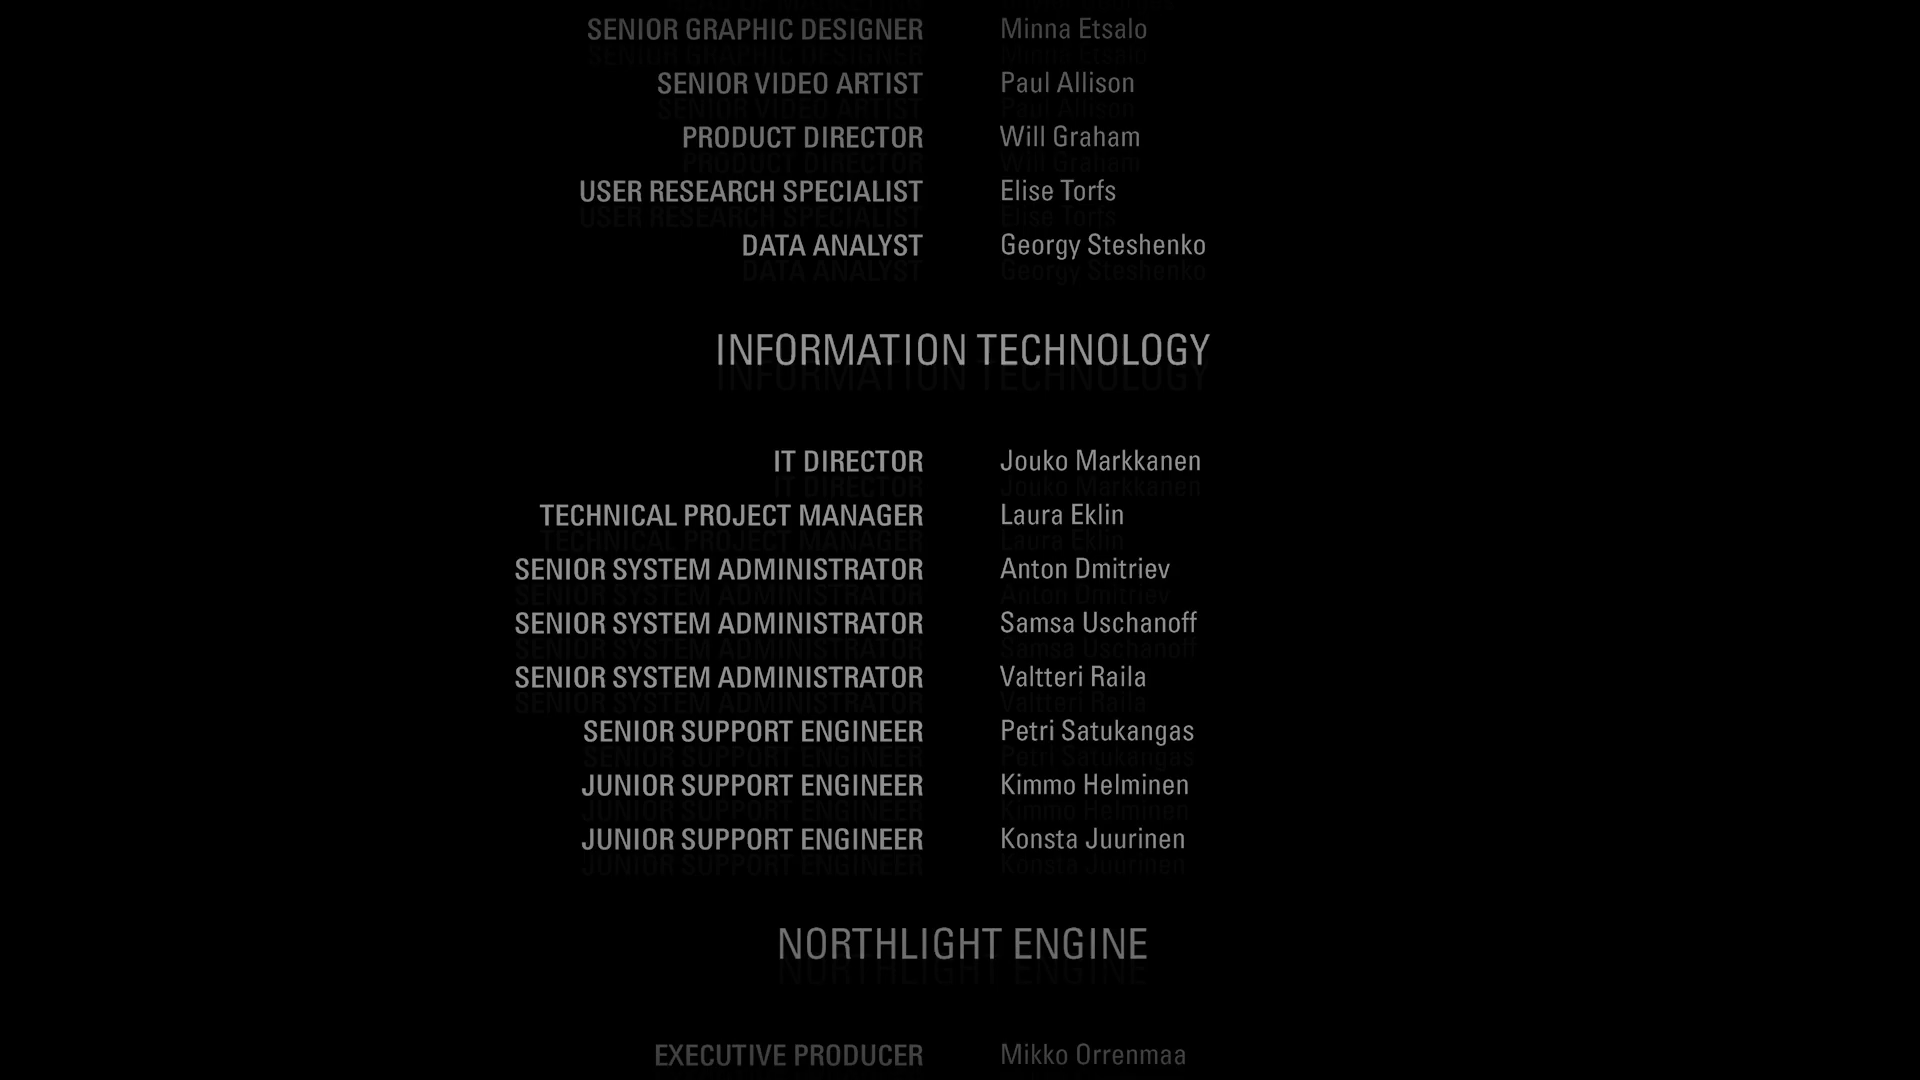 SENIOR GRAPHIC DESIGNER Minna Etsalo
SENIOR VIDEO ARTIST Paul Allison
PRODUCT DIRECTOR Will Graham
USER RESEARCH SPECIALIST Elise Torfs
DATA ANALYST Georgy Steshenko
INFORMATION TECHNOLOGY
IT DIRECTOR Jouko Markkanen
TECHNICAL PROJECT MANAGER Laura Eklin
SENIOR SYSTEM ADMINISTRATOR Anton Dmitriev
SENIOR SYSTEM ADMINISTRATOR Samsa Uschanoff
SENIOR SYSTEM ADMINISTRATOR Valtteri Raila
SENIOR SUPPORT ENGINEER Petri Satukangas
JUNIOR SUPPORT ENGINEER Kimmo Helminen
JUNIOR SUPPORT ENGINEER Konsta Juurinen
NORTHLIGHT ENGINE
EXECUTIVE PRODUCER Mikko Orrenmaa